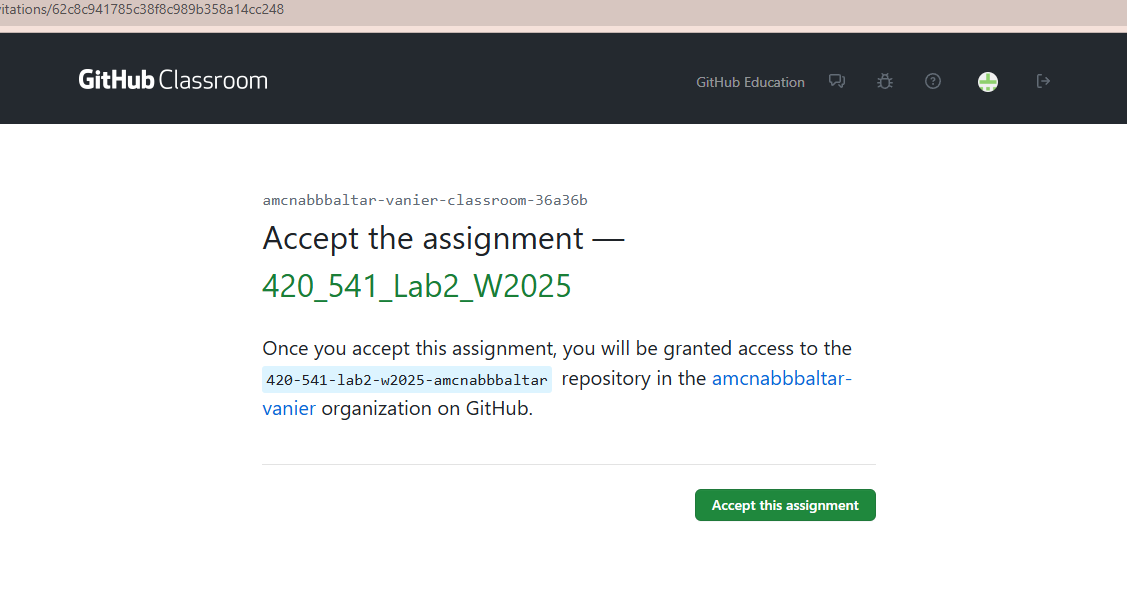 itations/62c8c941785c38f8c989b358a14cc248
GitHub Classroom
GitHub Education
amcnabbbaltar-vanier-classroom-36a36b
Accept the assignment —
420_541_Lab2_W2025
Once you accept this assignment, you will be granted access to the
420-541-lab2-w2025-amcnabbbaltar repository in the amcnabbbaltar-
vanier organization on GitHub.
Accept this assignment